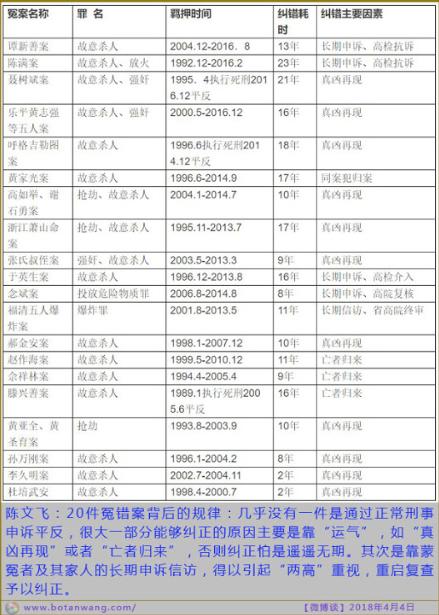 冤案名称 罪 名 羁押时间 纠错耗时 纠错主要因素
谭新善案 故意杀人 2004.12-2016．8 13年 长期申诉、高检抗诉
陈满案 故意杀人、放火 1992.12-2016.2 23年 长期申诉、高检抗诉
聂树斌案 故意杀人、强奸 1995．4执行死刑2016.12平反 21年 真凶再现
乐平黄志强等五人案 故意杀人、强奸 2000.5-2016.12 16年 真凶再现
呼格吉勒图案 故意杀人 1996.6执行死刑2014.12平反 18年 真凶再现
黄家光案 故意杀人 1996.6-2014.9 17年 同案犯归案
高如举、谢石勇案 抢劫、故意杀人 2004.1-2014.7 10年 真凶再现
浙江萧山命案 抢劫、故意杀人 1995.11-2013.7 17年 真凶再现
张氏叔侄案 强奸、故意杀人 2003.5-2013.3 9年 真凶再现
于英生案 故意杀人 1996.12-2013.8 16年 长期申诉、高检介入
念斌案 投放危险物质罪 2006.8-2014.8 8年 长期申诉、高院复核
福清五人爆炸案 爆炸罪 2001.8-2013.5 11年 长期信访、省高院终审
郝金安案 故意杀人 1998.1-2007.12 10年 真凶再现
赵作海案 故意杀人 1999.5-2010.12 11年 亡者归来
佘祥林案 故意杀人 1994.4-2005.4 9年 亡者归来
滕兴善案 故意杀人 1989.1执行死刑2005.6平反 16年 亡者归来
黄亚全、黄圣育案 抢劫 1993.8-2003.9 10年 真凶再现
孙万刚案 故意杀人 1996.1-2004.2 8年 真凶再现
李久明案 故意杀人 2002.7-2004.11 2年 真凶再现
杜培武安 故意杀人 1998.4-2000.7 2年 真凶再现
陈文飞：20件冤错案背后的规律：几乎没有一件是通过正常刑事
申诉平反，很大一部分能够纠正的原因主要是靠“运气”，如“真
凶再现”或者“亡者归来”，否则纠正怕是遥遥无期。其次是靠蒙
冤者及其家人的长期申诉信访，得以引起“两高”重视，重启复查
予以纠正。
www.botanwang.com/ 【微博谈】2018年4月4日